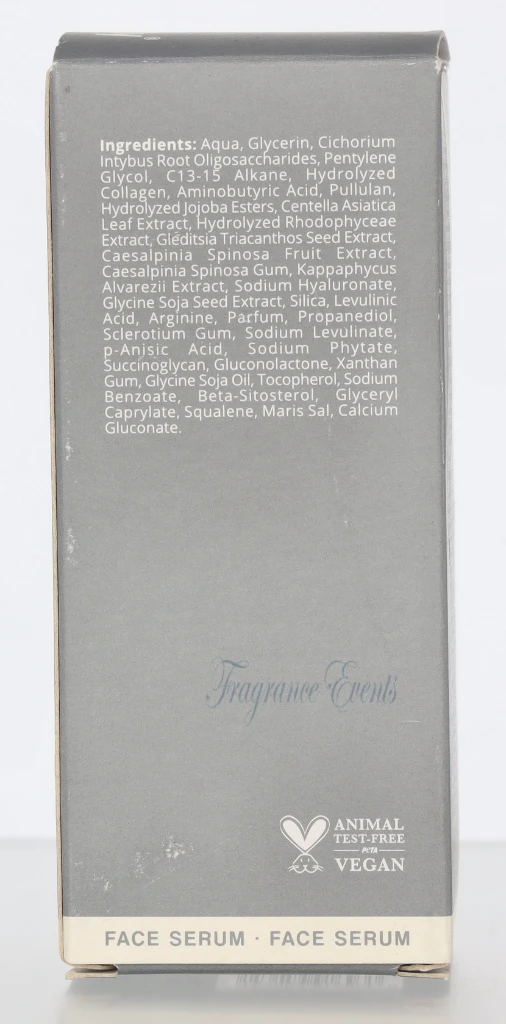 Ingredients: Aqua, Glycerin, Cichorium
Intybus Root Oligosaccharides, Pentylene
Glycol, C13-15 Alkane, Hydrolyzed
Collagen, Aminobutyric Acid, Pullulan,
Hydrolyzed Jojoba Esters, Centella Asiatica
Leaf Extract, Hydrolyzed Rhodophyceae
Extract, Gleditsia Triacanthos Seed Extract,
Caesalpinia Spinosa Fruit Extract,
Caesalpinia Spinosa Gum, Kappaphycus
Alvarezii Extract, Sodium Hyaluronate,
Glycine Soja Seed Extract, Silica, Levulinic
Acid, Arginine, Parfum, Propanediol,
Sclerotium Gum, Sodium Levulinate,
p-Anisic Acid, Sodium Phytate,
Succinoglycan, Gluconolactone, Xanthan
Gum, Glycine Soja Oil, Tocopherol, Sodium
Benzoate, Beta-Sitosterol, Glyceryl
Caprylate, Squalene, Maris Sal, Calcium
Gluconate.
Fragrance Events
ANIMAL
TEST-FREE
PETA
VEGAN
FACE SERUM · FACE SERUM